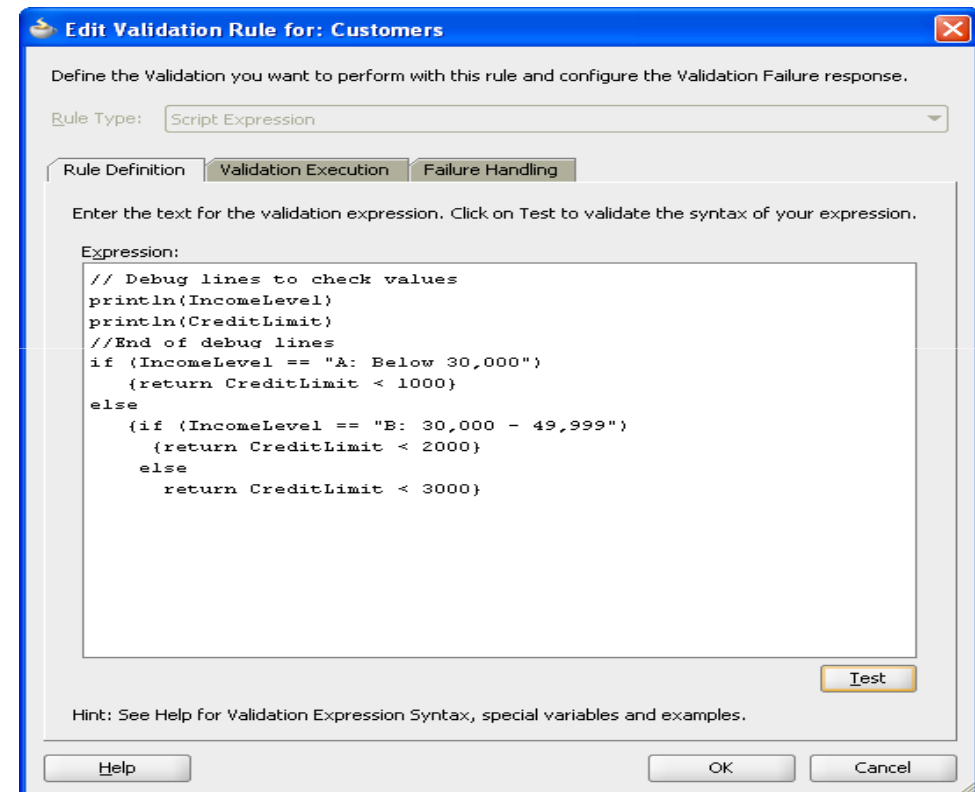 Edit Validation Rule for: Customers
Define the Validation you want to perform with this rule and configure the Validation Failure response.
Rule Type: Script Expression
Rule Definition Validation Execution Failure Handling
Enter the text for the validation expression. Click on Test to validate the syntax of your expression.
Expression:
// Debug lines to check values
println(IncomeLevel)
println(CreditLimit)
//End of debug lines
if (IncomeLevel == "A: Below 30,000")
{return CreditLimit < 1000}
else
{if (IncomeLevel == "B: 30,000 - 49,999")
{return CreditLimit < 2000}
else
return CreditLimit < 3000}
Test
Hint: See Help for Validation Expression Syntax, special variables and examples.
Help OK Cancel